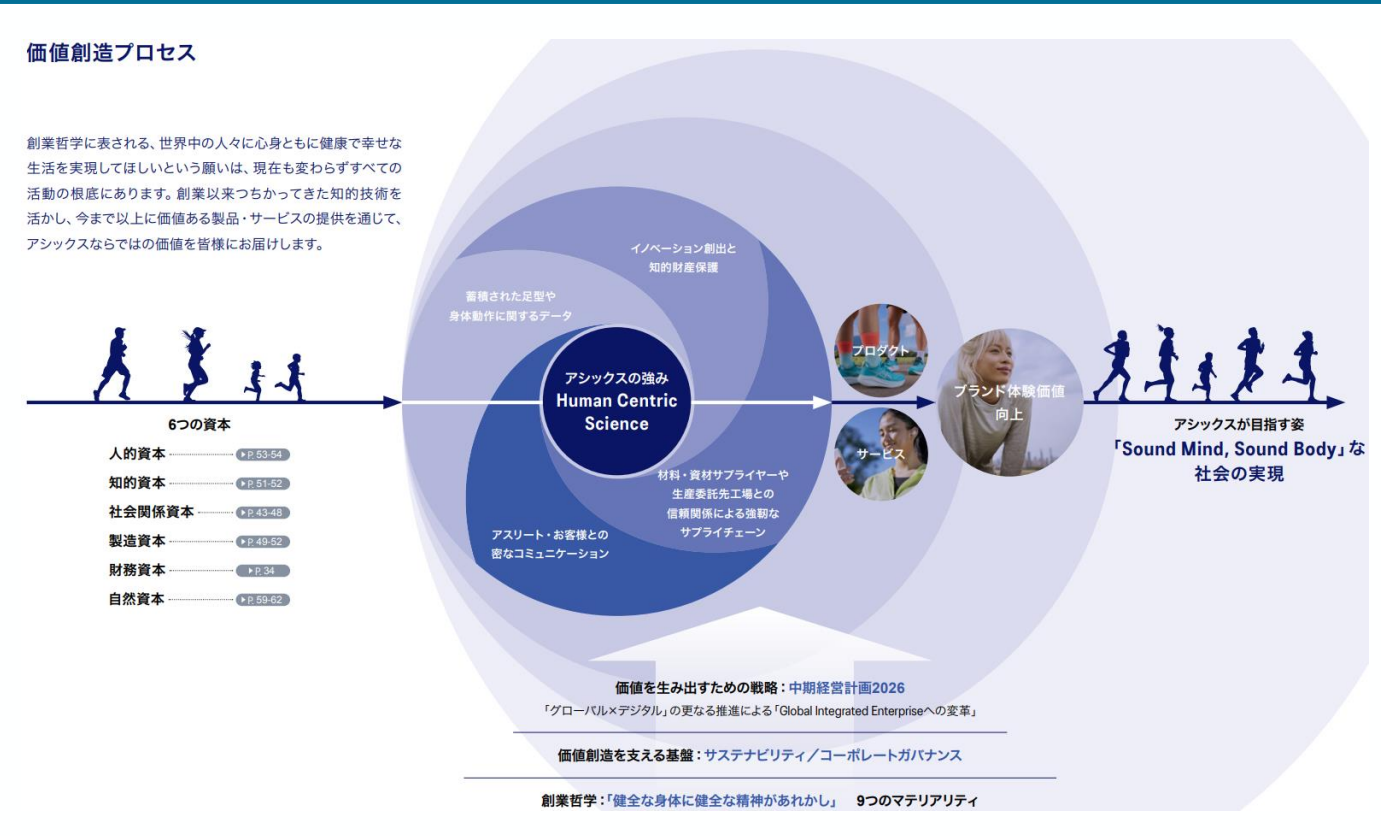 価値創造プロセス
創業哲学に表される、世界中の人々に心身ともに健康で幸せな
生活を実現してほしいという願いは、現在も変わらずすべての
活動の根底にあります。創業以来つちかってきた知的技術を
活かし、今まで以上に価値ある製品・サービスの提供を通じて、
アシックスならではの価値を皆様にお届けします。
6つの資本
人的資本 ▶P. 53-54
知的資本 ▶P. 51-52
社会関係資本 ▶P. 43-48
製造資本 ▶P. 49-52
財務資本 ▶P. 34
自然資本 ▶P. 59-62
イノベーション創出と
知的財産保護
蓄積された足型や
身体動作に関するデータ
アシックスの強み
Human Centric
Science
材料・資材サプライヤーや
生産委託先工場との
信頼関係による強靭な
サプライチェーン
アスリート・お客様との
密なコミュニケーション
プロダクト
サービス
ブランド体験価値
向上
アシックスが目指す姿
「Sound Mind, Sound Body」な
社会の実現
価値を生み出すための戦略：中期経営計画2026
「グローバル×デジタル」の更なる推進による「Global Integrated Enterpriseへの変革」
価値創造を支える基盤：サステナビリティ／コーポレートガバナンス
創業哲学：「健全な身体に健全な精神があれかし」 9つのマテリアリティ